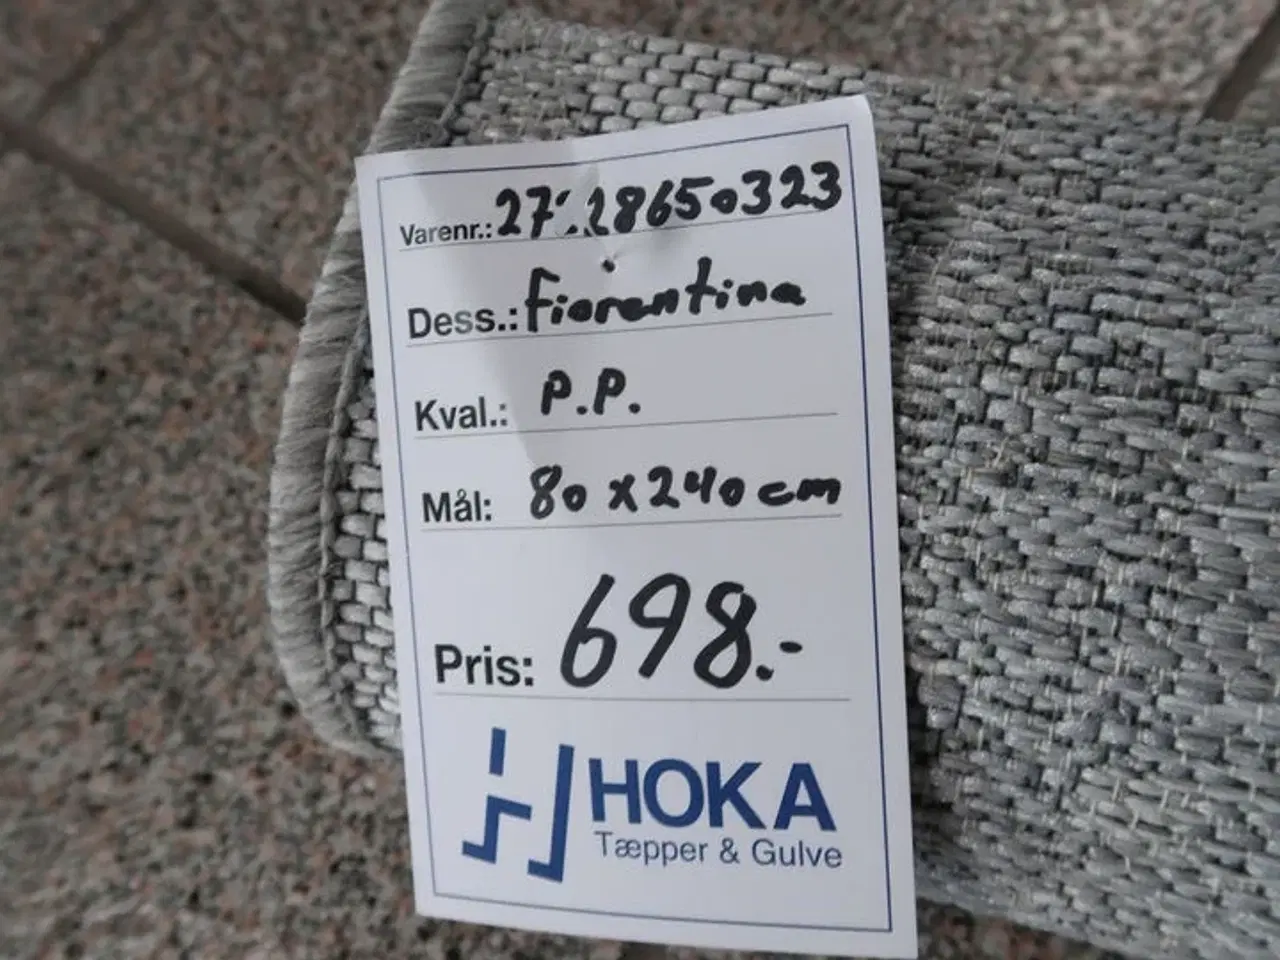 Varenr.:
Dess.: Fiorentina
Kval.: P.P.
Mål: 80 x 240 cm
Pris: 698.-
HOKA
Tæpper & Gulve